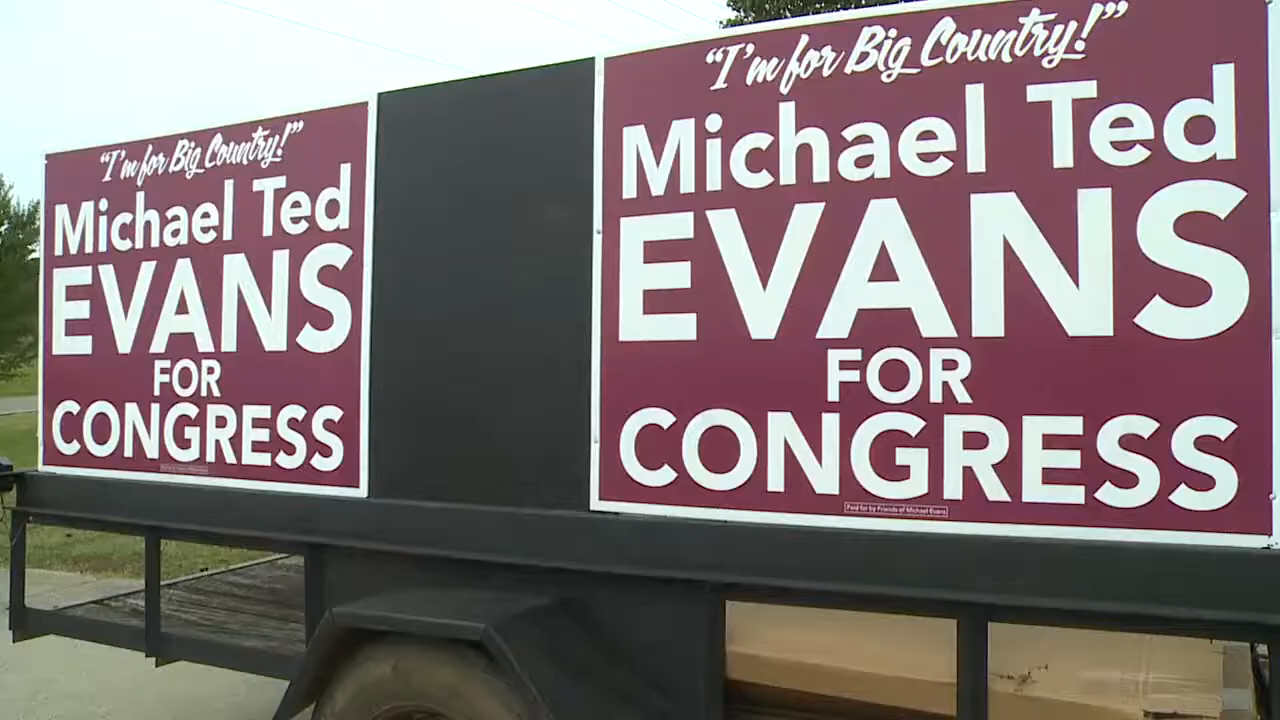 "I'm for Big Country!"
Michael Ted
EVANS
FOR
CONGRESS
"I'm for Big Country!"
Michael Ted
EVANS
FOR
CONGRESS
Paid for by Friends of Michael Evans